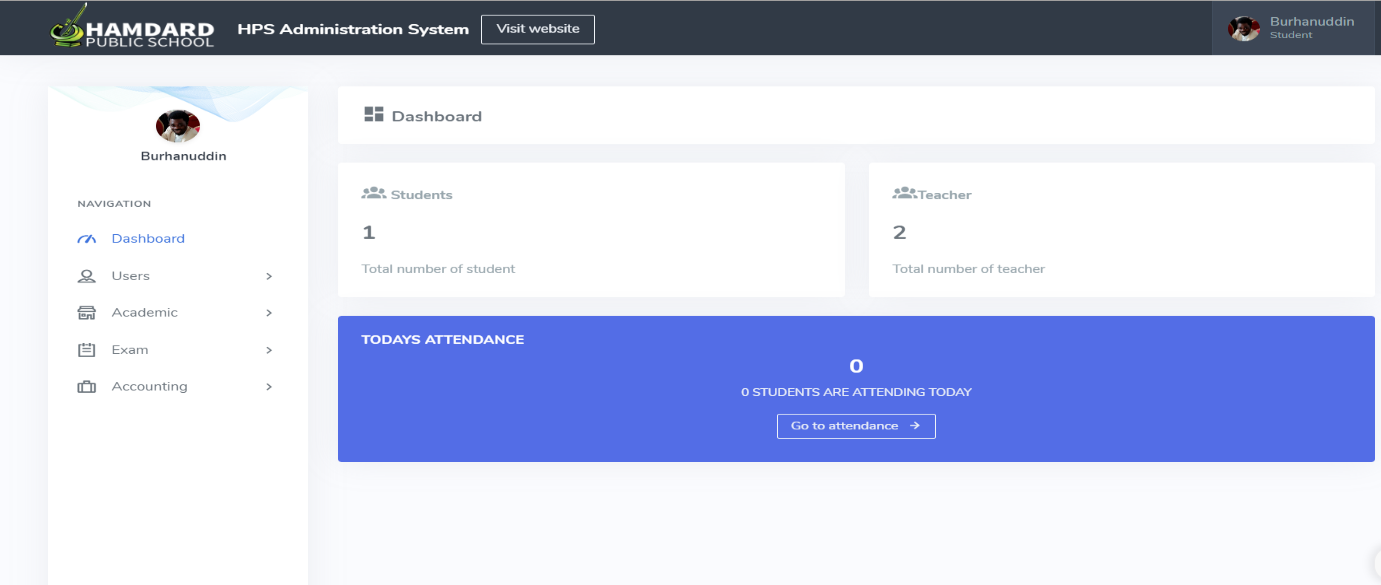 HAMDARD
PUBLIC SCHOOL
HPS Administration System
Visit website
Burhanuddin
Student
Burhanuddin
NAVIGATION
Dashboard
Users
Academic
Exam
Accounting
Dashboard
Students
1
Total number of student
Teacher
2
Total number of teacher
TODAYS ATTENDANCE
0
0 STUDENTS ARE ATTENDING TODAY
Go to attendance →